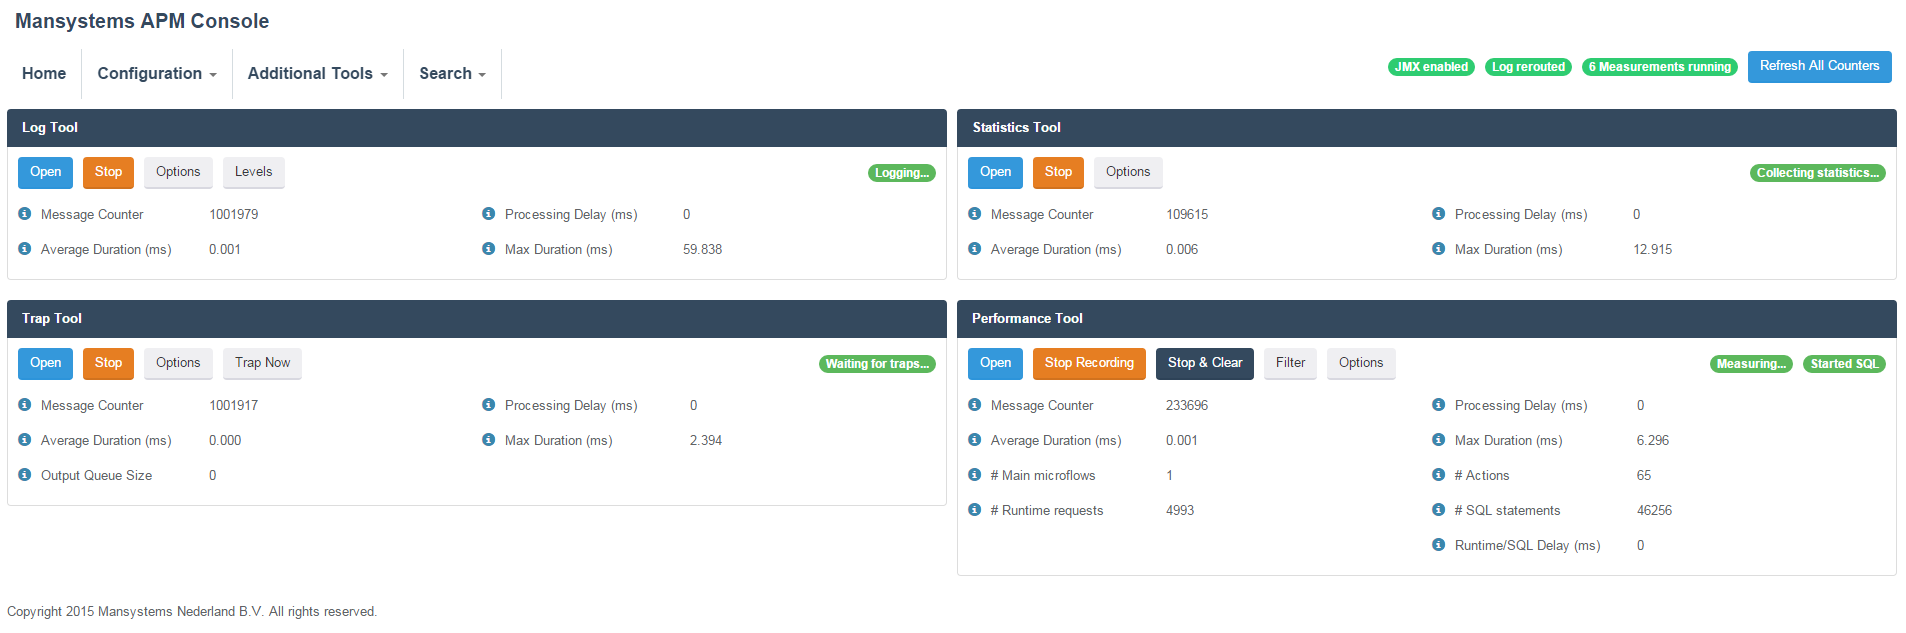 Mansystems APM Console
Home Configuration Additional Tools Search JMX enabled Log rerouted 6 Measurements running Refresh All Counters
Log Tool
Open Stop Options Levels Logging...
Message Counter 1001979 Processing Delay (ms) 0
Average Duration (ms) 0.001 Max Duration (ms) 59.838
Statistics Tool
Open Stop Options Collecting statistics...
Message Counter 109615 Processing Delay (ms) 0
Average Duration (ms) 0.006 Max Duration (ms) 12.915
Trap Tool
Open Stop Options Trap Now Waiting for traps...
Message Counter 1001917 Processing Delay (ms) 0
Average Duration (ms) 0.000 Max Duration (ms) 2.394
Output Queue Size 0
Performance Tool
Open Stop Recording Stop & Clear Filter Options Measuring... Started SQL
Message Counter 233696 Processing Delay (ms) 0
Average Duration (ms) 0.001 Max Duration (ms) 6.296
# Main microflows 1 # Actions 65
# Runtime requests 4993 # SQL statements 46256
Runtime/SQL Delay (ms) 0
Copyright 2015 Mansystems Nederland B.V. All rights reserved.